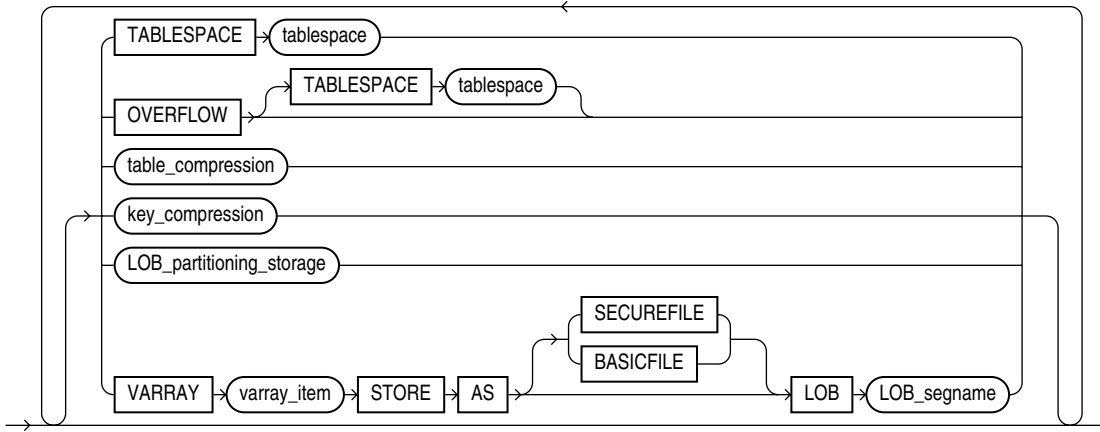 TABLESPACE tablespace
TABLESPACE tablespace
OVERFLOW
table_compression
key_compression
LOB_partitioning_storage
SECUREFILE
BASICFILE
VARRAY varray_item STORE AS LOB LOB_segname